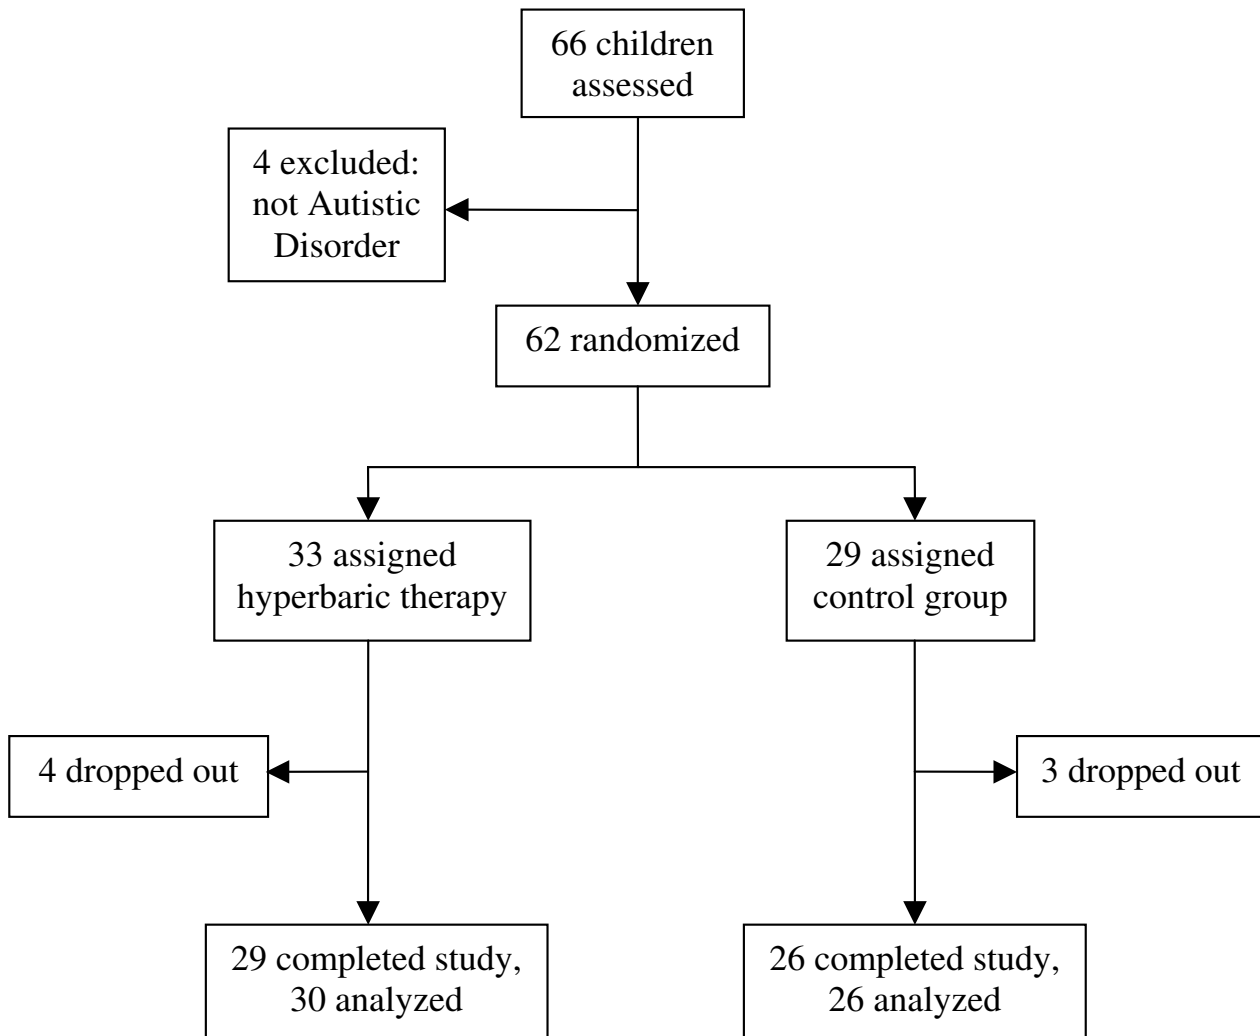 66 children
assessed
4 excluded:
not Autistic
Disorder
62 randomized
33 assigned
hyperbaric therapy
29 assigned
control group
4 dropped out
3 dropped out
29 completed study,
30 analyzed
26 completed study,
26 analyzed